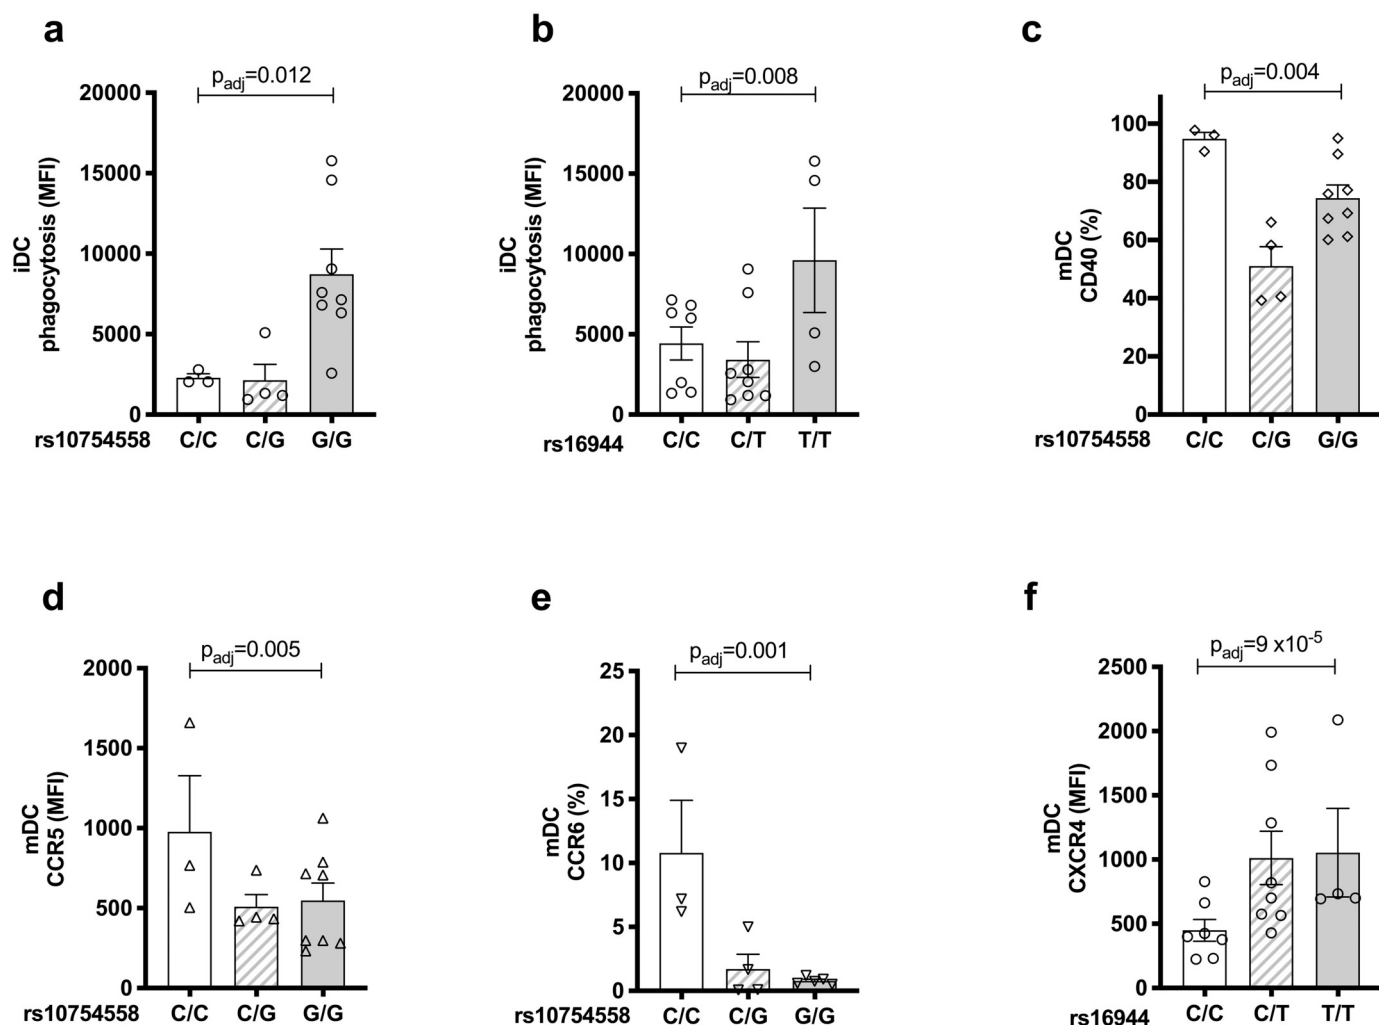 a
p_adj=0.012
20000
15000
10000
5000
0
iDC
phagocytosis (MFI)
rs10754558 C/C C/G G/G
b
p_adj=0.008
20000
15000
10000
5000
0
iDC
phagocytosis (MFI)
rs16944 C/C C/T T/T
c
p_adj=0.004
100
80
60
40
20
0
mDC
CD40 (%)
rs10754558 C/C C/G G/G
d
p_adj=0.005
2000
1500
1000
500
0
mDC
CCR5 (MFI)
rs10754558 C/C C/G G/G
e
p_adj=0.001
25
20
15
10
5
0
mDC
CCR6 (%)
rs10754558 C/C C/G G/G
f
p_adj=9 x10^-5
2500
2000
1500
1000
500
0
mDC
CXCR4 (MFI)
rs16944 C/C C/T T/T